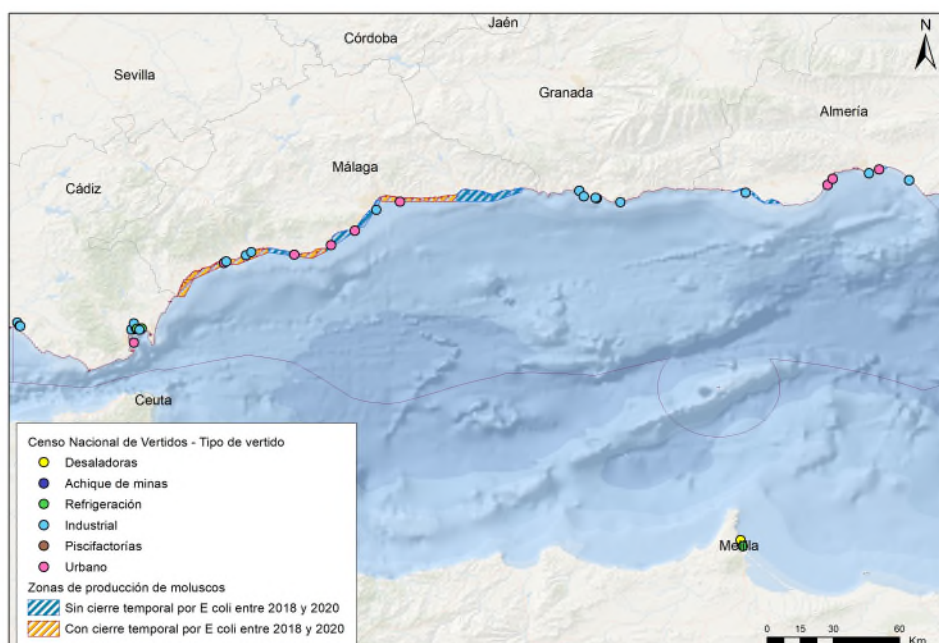 Jaén
N
Córdoba
Sevilla
Granada
Almería
Málaga
Cádiz
Ceuta
Melilla
Censo Nacional de Vertidos - Tipo de vertido
Desaladoras
Achique de minas
Refrigeración
Industrial
Piscifactorías
Urbano
Zonas de producción de moluscos
Sin cierre temporal por E coli entre 2018 y 2020
Con cierre temporal por E coli entre 2018 y 2020
0 15 30 60
Km